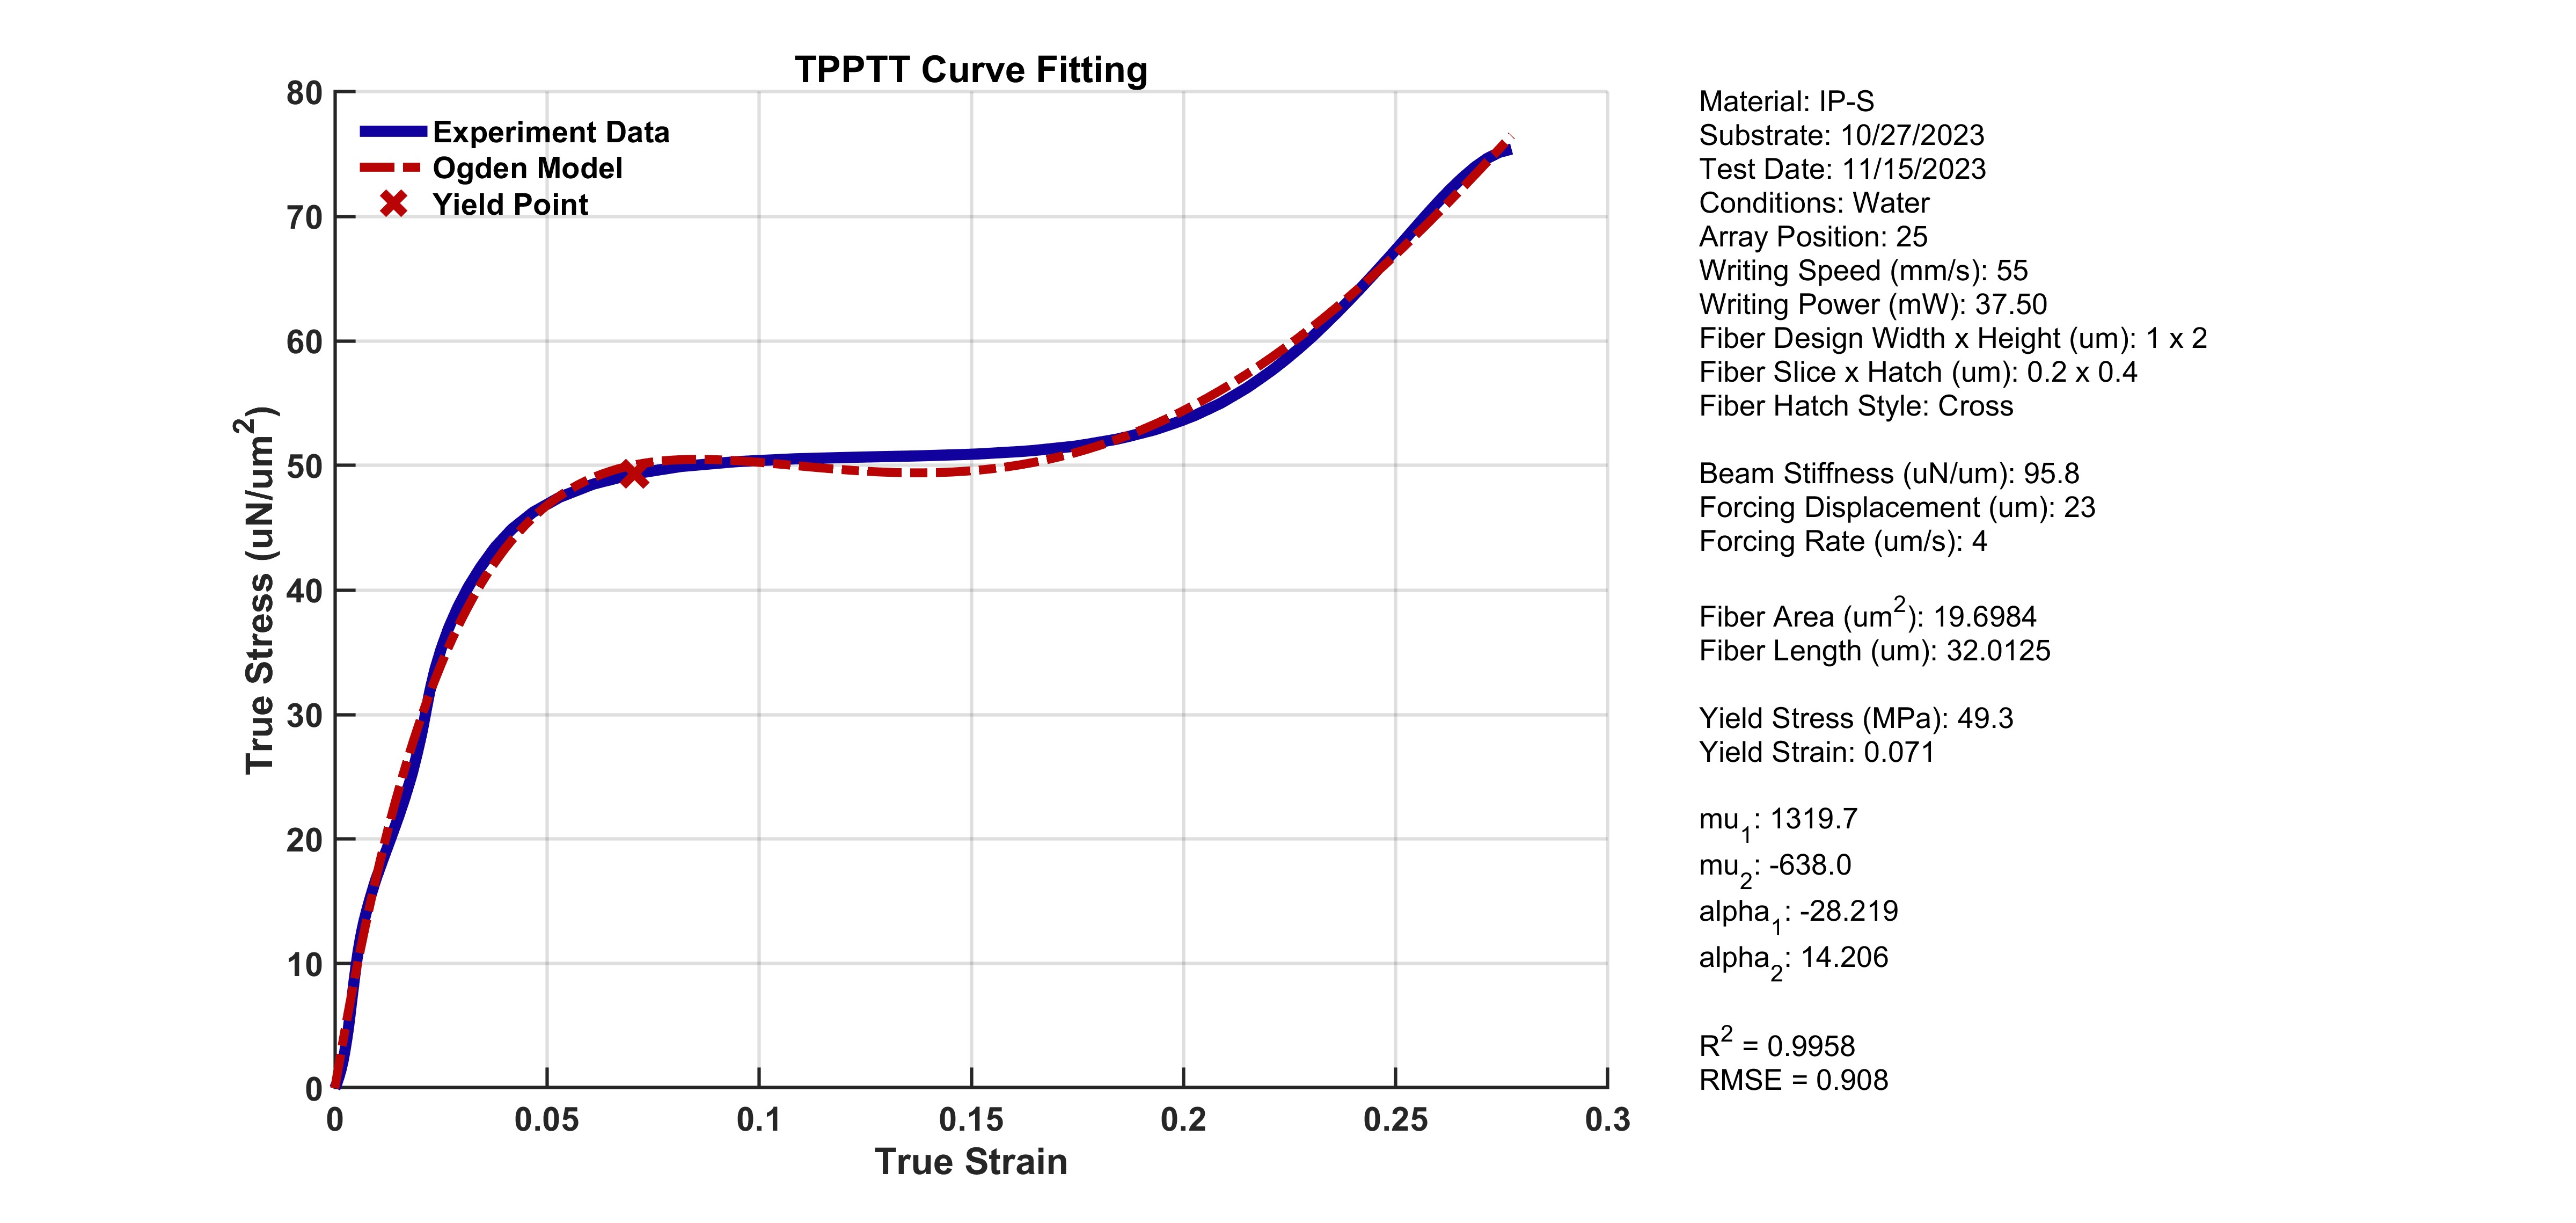 TPPTT Curve Fitting
80
70
60
50
40
30
20
10
0
True Stress (uN/um²)
Experiment Data
Ogden Model
Yield Point
0 0.05 0.1 0.15 0.2 0.25 0.3
True Strain
Material: IP-S
Substrate: 10/27/2023
Test Date: 11/15/2023
Conditions: Water
Array Position: 25
Writing Speed (mm/s): 55
Writing Power (mW): 37.50
Fiber Design Width x Height (um): 1 x 2
Fiber Slice x Hatch (um): 0.2 x 0.4
Fiber Hatch Style: Cross
Beam Stiffness (uN/um): 95.8
Forcing Displacement (um): 23
Forcing Rate (um/s): 4
Fiber Area (um²): 19.6984
Fiber Length (um): 32.0125
Yield Stress (MPa): 49.3
Yield Strain: 0.071
mu₁: 1319.7
mu₂: -638.0
alpha₁: -28.219
alpha₂: 14.206
R² = 0.9958
RMSE = 0.908